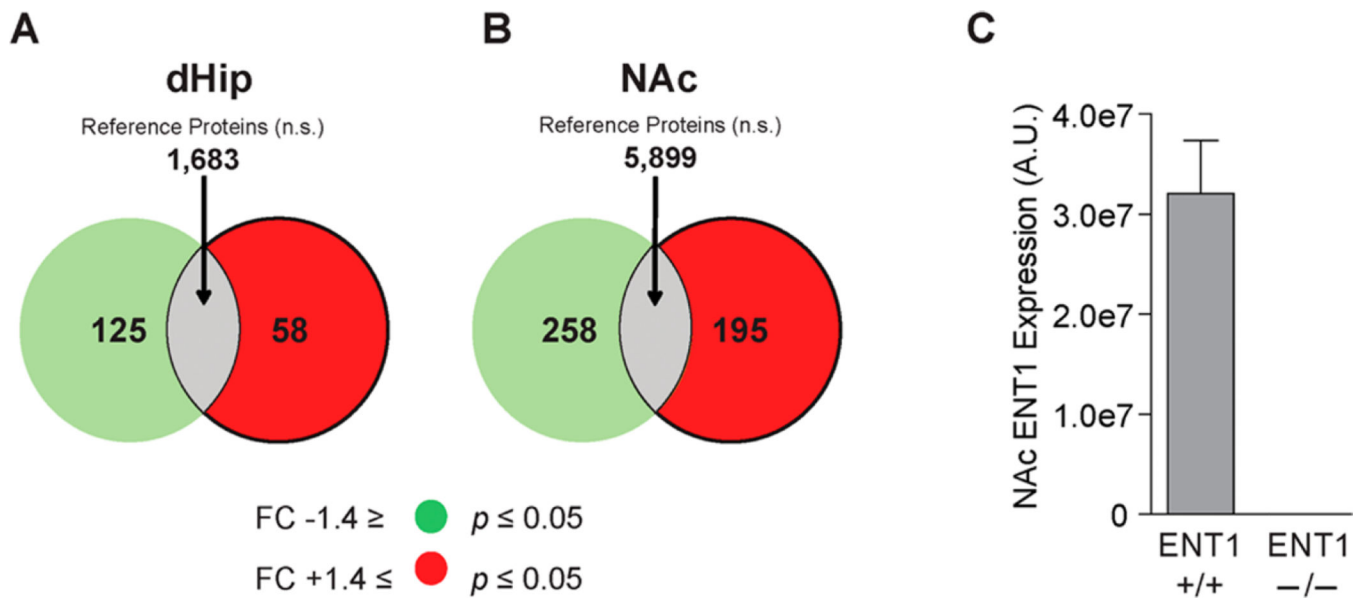 A
dHip
Reference Proteins (n.s.)
1,683
125
58
B
NAc
Reference Proteins (n.s.)
5,899
258
195
FC -1.4 ≥ p ≤ 0.05
FC +1.4 ≤ p ≤ 0.05
C
NAc ENT1 Expression (A.U.)
4.0e7
3.0e7
2.0e7
1.0e7
0
ENT1
+/+
ENT1
–/–